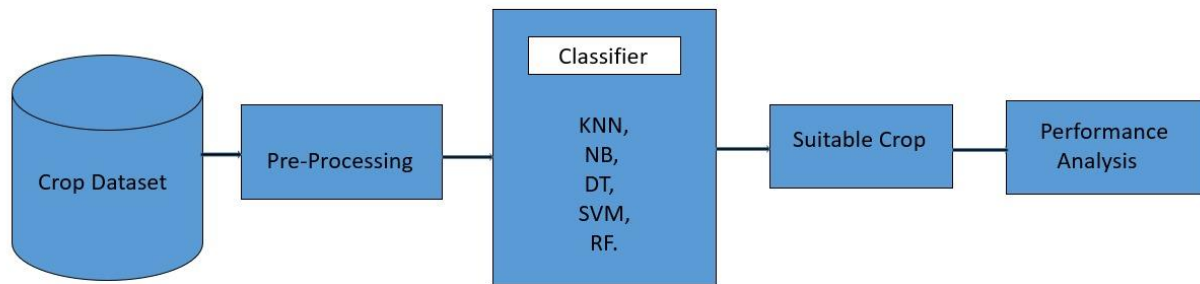 Crop Dataset
Pre-Processing
Classifier
KNN,
NB,
DT,
SVM,
RF.
Suitable Crop
Performance
Analysis